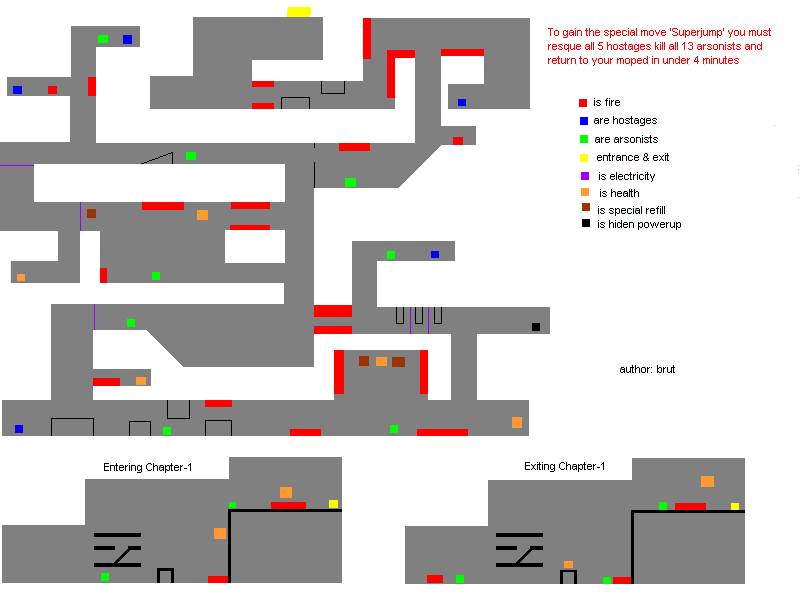 To gain the special move 'Superjump' you must
resque all 5 hostages kill all 13 arsonists and
return to your moped in under 4 minutes
is fire
are hostages
are arsonists
entrance & exit
is electricity
is health
is special refill
is hiden powerup
author: brut
Entering Chapter-1
Exiting Chapter-1